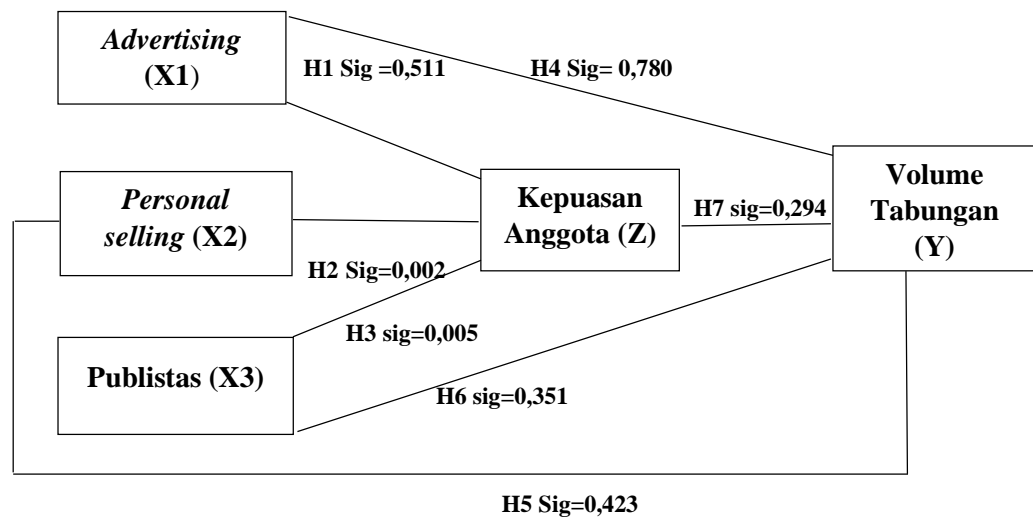 Advertising
(X1)
H1 Sig =0,511
H4 Sig= 0,780
Personal
selling (X2)
Kepuasan
Anggota (Z)
H7 sig=0,294
Volume
Tabungan
(Y)
H2 Sig=0,002
H3 sig=0,005
Publistas (X3)
H6 sig=0,351
H5 Sig=0,423